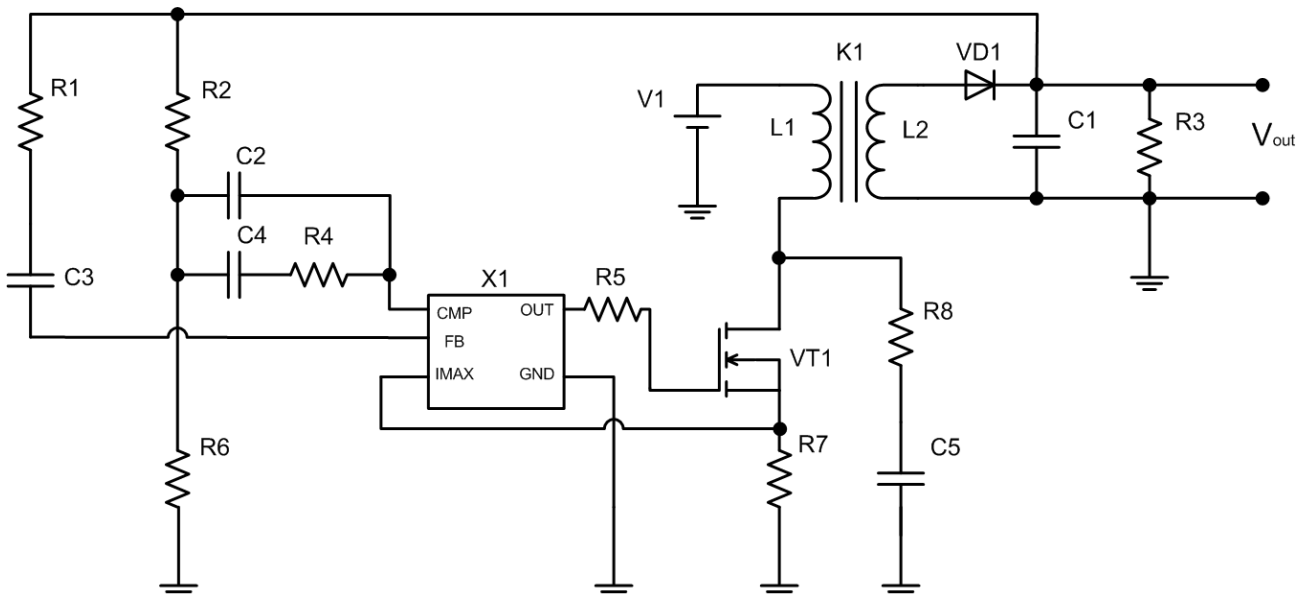 K1
VD1
R1
R2
V1
L1
L2
C1
R3
Vout
C2
C4
R4
C3
X1
R5
CMP
OUT
FB
IMAX
GND
VT1
R8
R6
R7
C5